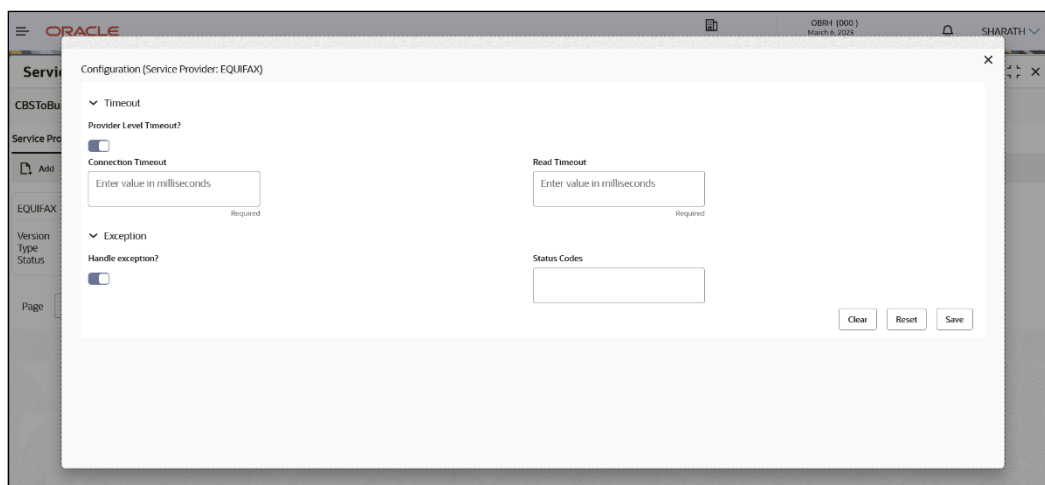 ORACLE
OBRH (000 )
March 6, 2023
SHARATH
Servi
Configuration (Service Provider: EQUIFAX)
CBSToBu
Timeout
Service Pro
Provider Level Timeout?
Add
Connection Timeout
Read Timeout
Enter value in milliseconds
Enter value in milliseconds
Required
Required
EQUIFAX
Version
Type
Status
Exception
Handle exception?
Status Codes
Page
Clear
Reset
Save